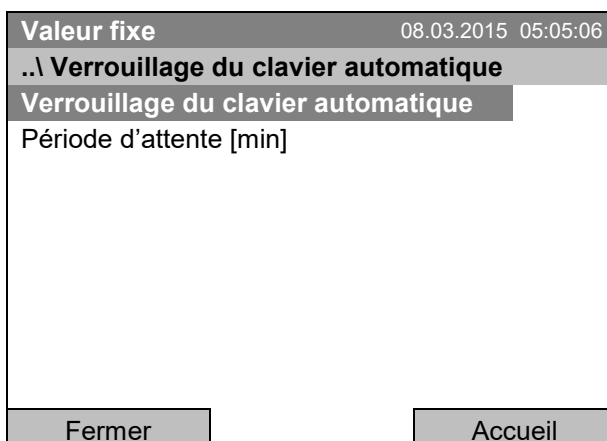 Valeur fixe 08.03.2015 05:05:06
..\ Verrouillage du clavier automatique
Verrouillage du clavier automatique
Période d’attente [min]
Fermer Accueil